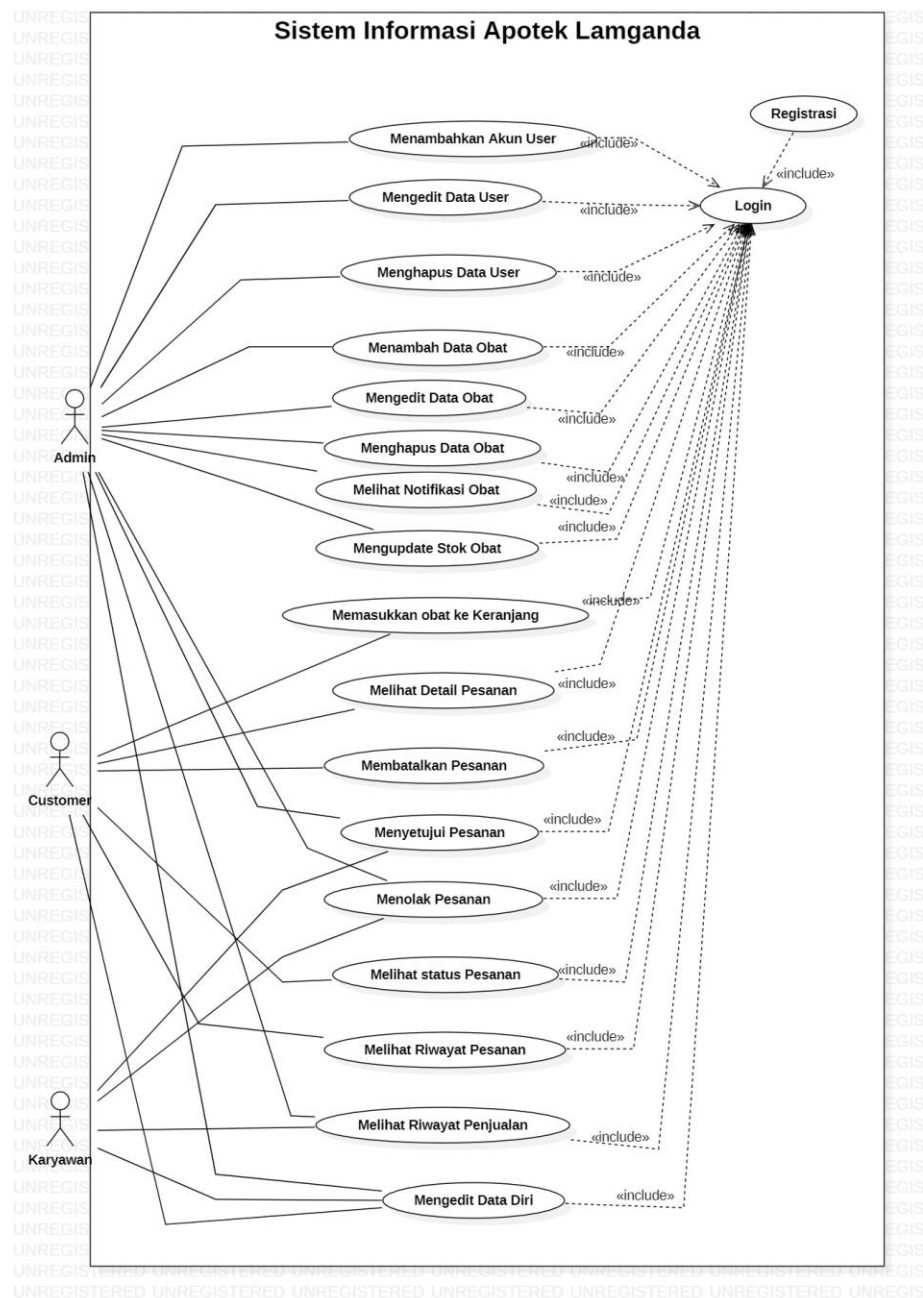 Sistem Informasi Apotek Lamganda
Registrasi
Menambahkan Akun User
«include»
«include»
Mengedit Data User
«include»
Login
Menghapus Data User
«include»
Menambah Data Obat
«include»
Mengedit Data Obat
«include»
Menghapus Data Obat
Admin
«include»
Melihat Notifikasi Obat
«include»
«include»
Mengupdate Stok Obat
«include»
Memasukkan obat ke Keranjang
«include»
Melihat Detail Pesanan
«include»
Membatalkan Pesanan
Customer
«include»
Menyetujui Pesanan
«include»
Menolak Pesanan
«include»
Melihat status Pesanan
«include»
Melihat Riwayat Pesanan
Melihat Riwayat Penjualan
«include»
Karyawan
«include»
Mengedit Data Diri
UNREGISTERED UNREGISTERED UNREGISTERED UNREGISTERED UNREGISTERED UNREGIS